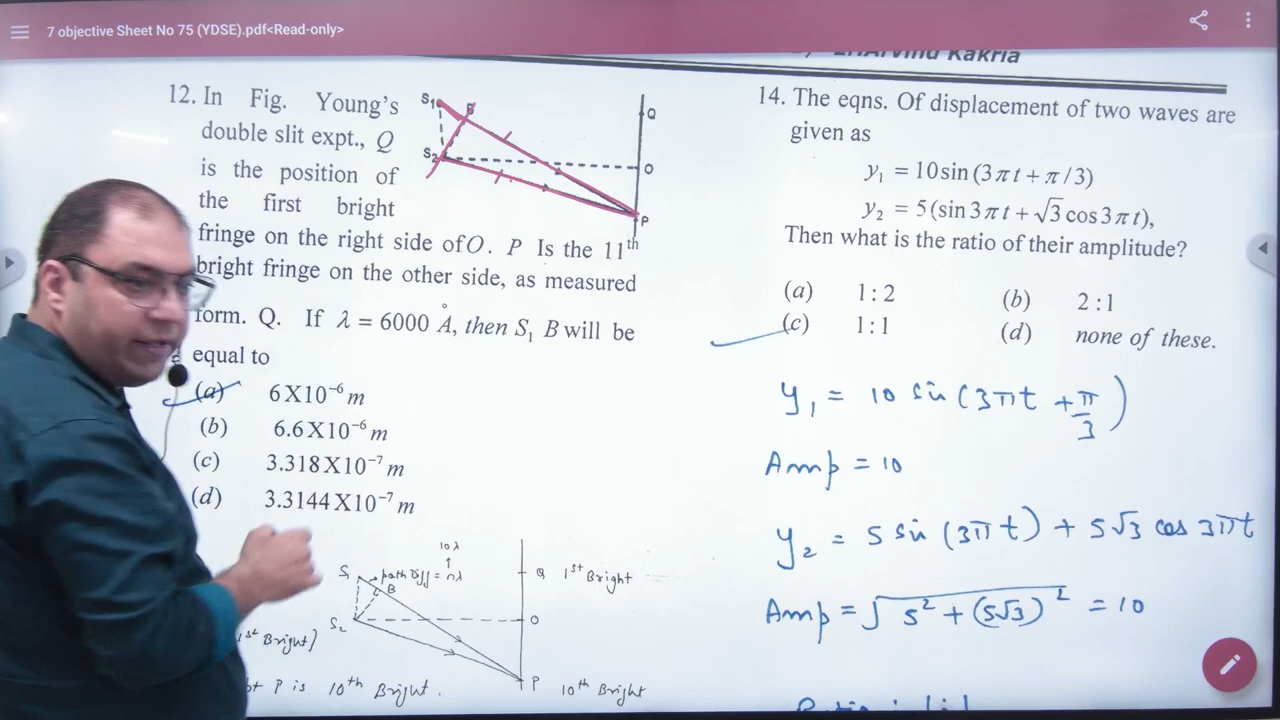 7 objective Sheet No 75 (YDSE).pdf<Read-only>
Kakria
12. In Fig. Young's
double slit expt., Q
is the position of
the first bright
fringe on the right side of O. P Is the 11th
bright fringe on the other side, as measured
form. Q. If λ = 6000 Å, then S₁ B will be
equal to
(a) 6X10⁻⁶ m
(b) 6.6X10⁻⁶ m
(c) 3.318X10⁻⁷ m
(d) 3.3144X10⁻⁷ m
S₁
B
S₂
Q
O
P
10 λ
S₁ path Diff = nλ
B
S₂
Q 1st Bright
O
P 10th Bright
st Bright)
P is 10th Bright.
14. The eqns. Of displacement of two waves are
given as
y₁ = 10 sin (3πt + π/3)
y₂ = 5 (sin 3πt + √3 cos 3πt),
Then what is the ratio of their amplitude?
(a) 1 : 2 (b) 2 : 1
(c) 1 : 1 (d) none of these.
y₁ = 10 sin (3πt + π/3)
Amp = 10
y₂ = 5 sin (3πt) + 5√3 cos 3πt
Amp = √5² + (5√3)² = 10